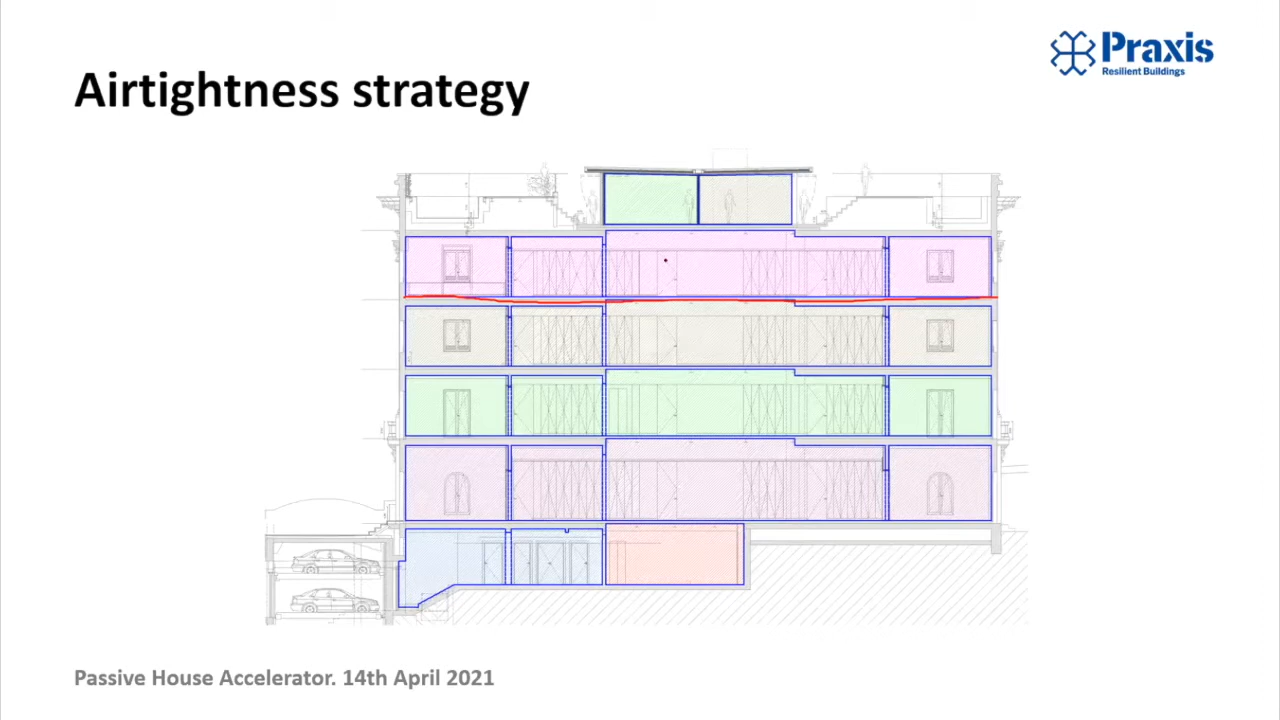 Praxis
Resilient Buildings
Airtightness strategy
Passive House Accelerator. 14th April 2021